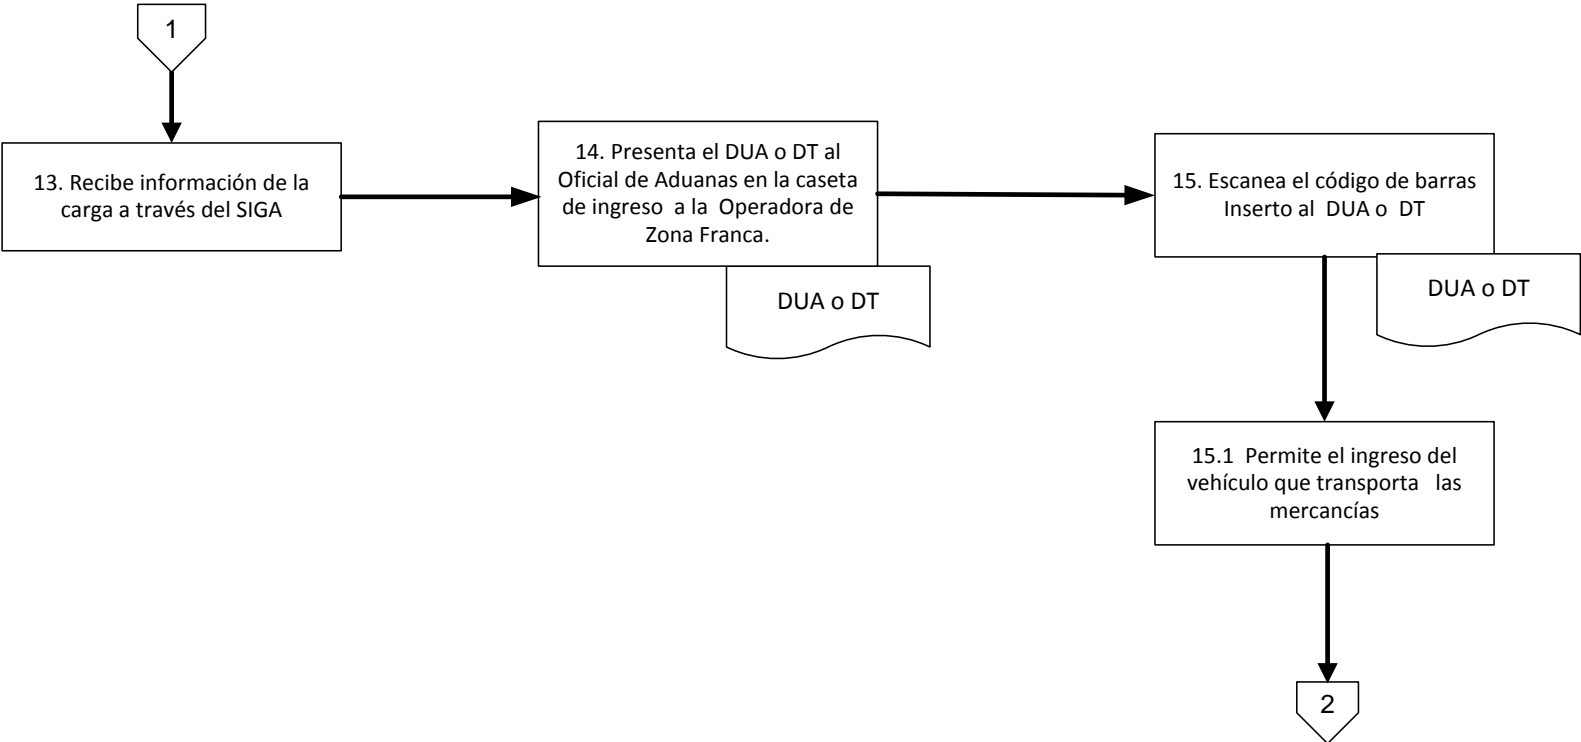 1
13. Recibe información de la
carga a través del SIGA
14. Presenta el DUA o DT al
Oficial de Aduanas en la caseta
de ingreso a la Operadora de
Zona Franca.
DUA o DT
15. Escanea el código de barras
Inserto al DUA o DT
DUA o DT
15.1 Permite el ingreso del
vehículo que transporta las
mercancías
2